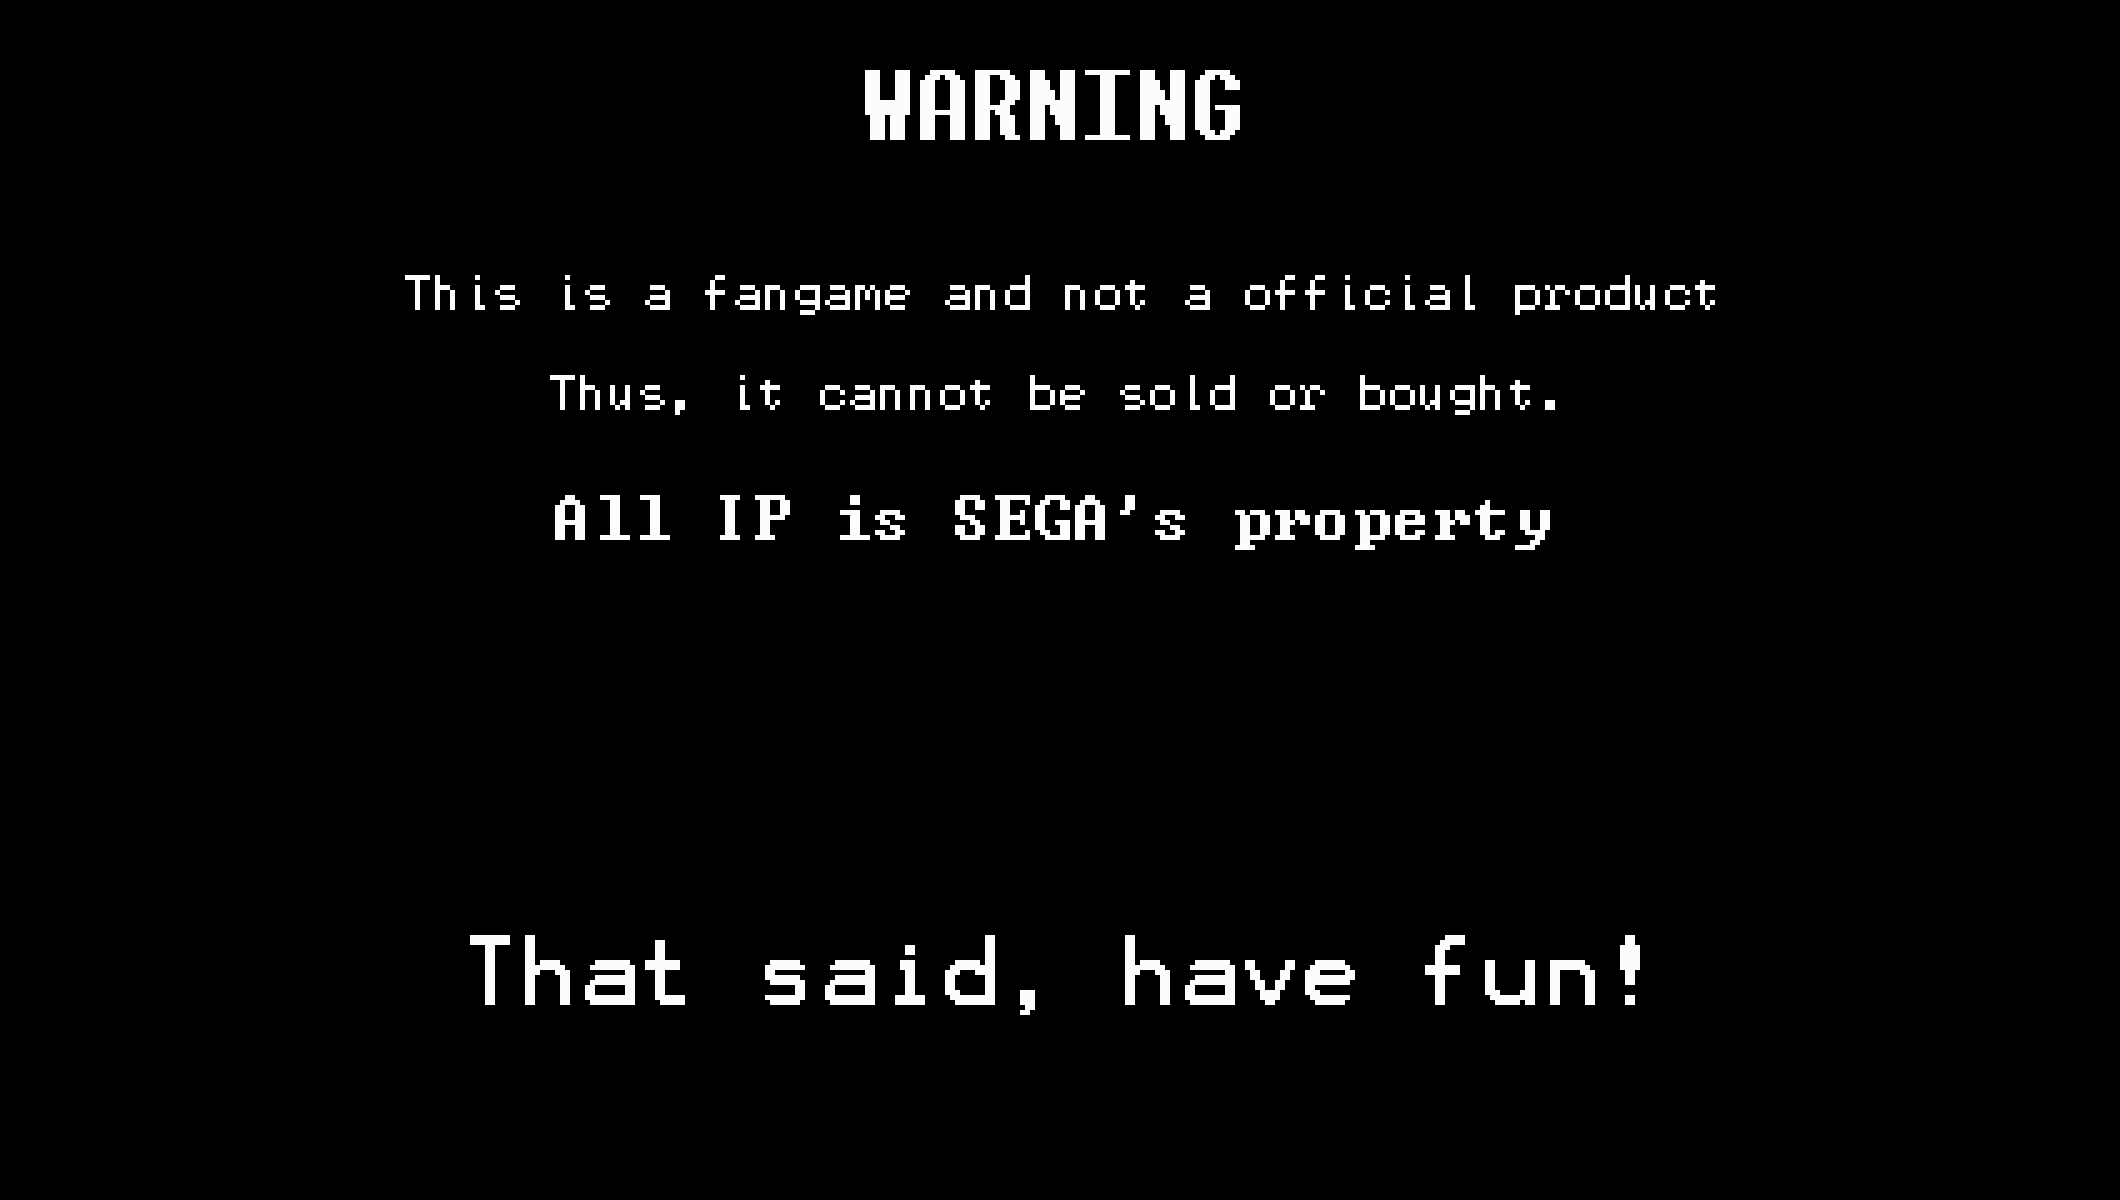 WARNING
This is a fangame and not a official product
Thus, it cannot be sold or bought.
All IP is SEGA's property
That said, have fun!